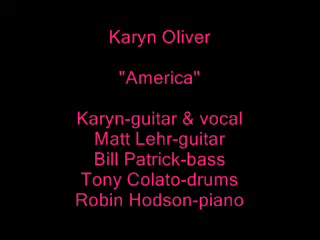 Karyn Oliver
"America"
Karyn-guitar & vocal
Matt Lehr-guitar
Bill Patrick-bass
Tony Colato-drums
Robin Hodson-piano